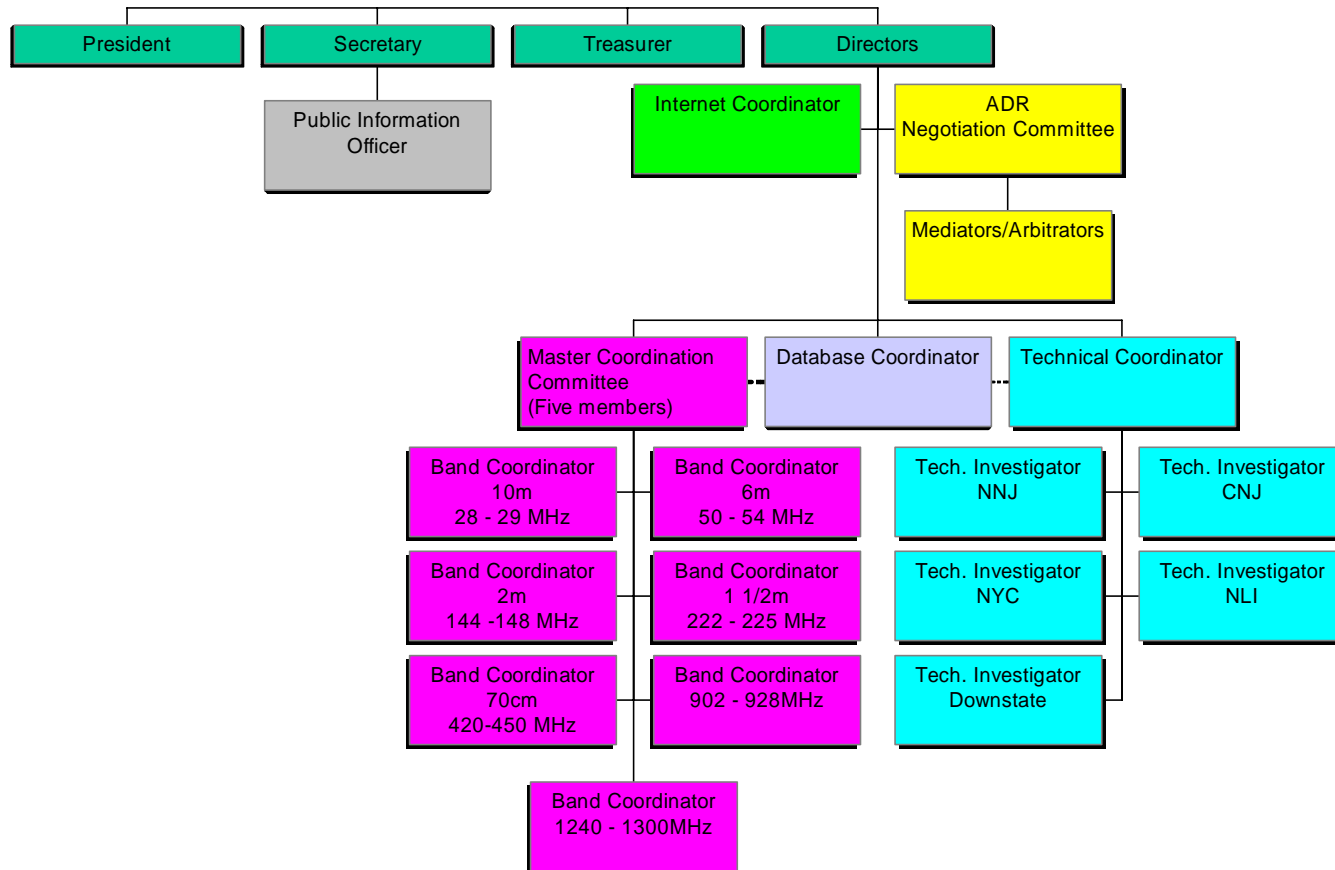 President
Secretary
Treasurer
Directors
Public Information
Officer
Internet Coordinator
ADR
Negotiation Committee
Mediators/Arbitrators
Master Coordination
Committee
(Five members)
Database Coordinator
Technical Coordinator
Band Coordinator
10m
28 - 29 MHz
Band Coordinator
6m
50 - 54 MHz
Tech. Investigator
NNJ
Tech. Investigator
CNJ
Band Coordinator
2m
144 -148 MHz
Band Coordinator
1 1/2m
222 - 225 MHz
Tech. Investigator
NYC
Tech. Investigator
NLI
Band Coordinator
70cm
420-450 MHz
Band Coordinator
902 - 928MHz
Tech. Investigator
Downstate
Band Coordinator
1240 - 1300MHz